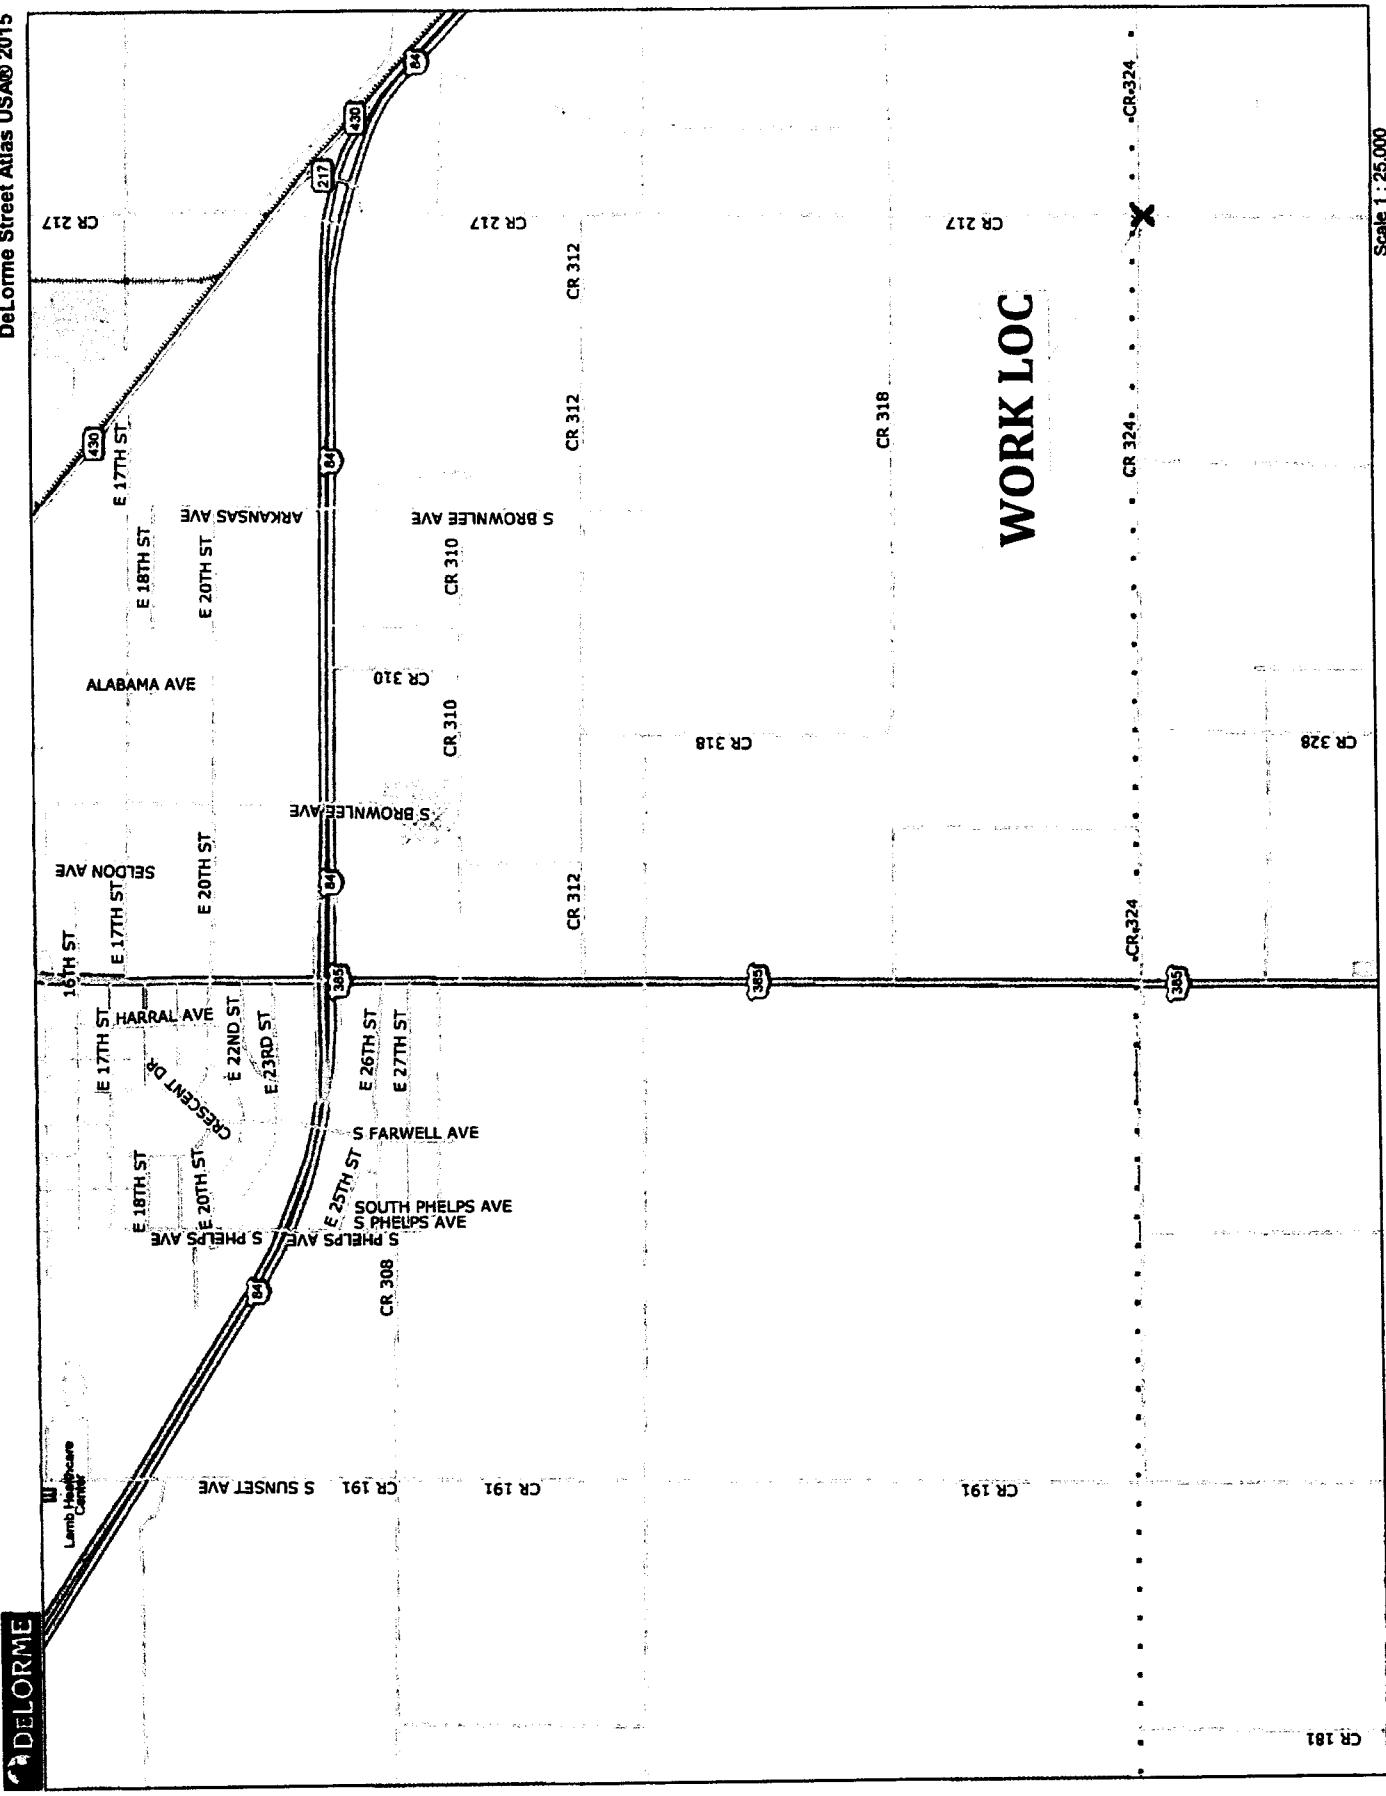 DeLorme Street Atlas USA® 2015
DELORME
Lamb Healthcare
Center
16TH ST
SELDON AVE
ALABAMA AVE
430
CR 217
E 17TH ST
HARRAL AVE
E 17TH ST
E 17TH ST
E 18TH ST
CRESCENT DR
E 18TH ST
S PHELPS AVE
E 20TH ST
E 20TH ST
E 20TH ST
ARKANSAS AVE
E 22ND ST
E 23RD ST
84
S SUNSET AVE
S PHELPS AVE
E 25TH ST
385
84
S BROWNLEE AVE
84
217
430
84
CR 191
CR 308
SOUTH PHELPS AVE
S PHELPS AVE
S FARWELL AVE
E 26TH ST
E 27TH ST
CR 310
CR 310
CR 310
S BROWNLEE AVE
CR 217
CR 191
CR 312
CR 312
CR 312
385
CR 318
CR 318
CR 191
CR 217
WORK LOC
X
CR 324
CR 324
CR 324
385
CR 181
CR 328
Scale 1 : 25,000